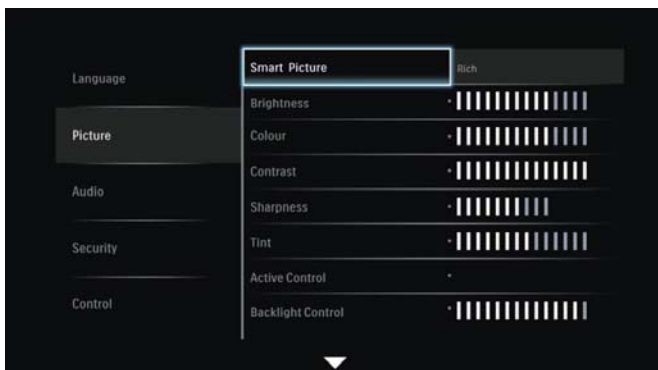 Language
Picture
Audio
Security
Control
Smart Picture Rich
Brightness
Colour
Contrast
Sharpness
Tint
Active Control
Backlight Control